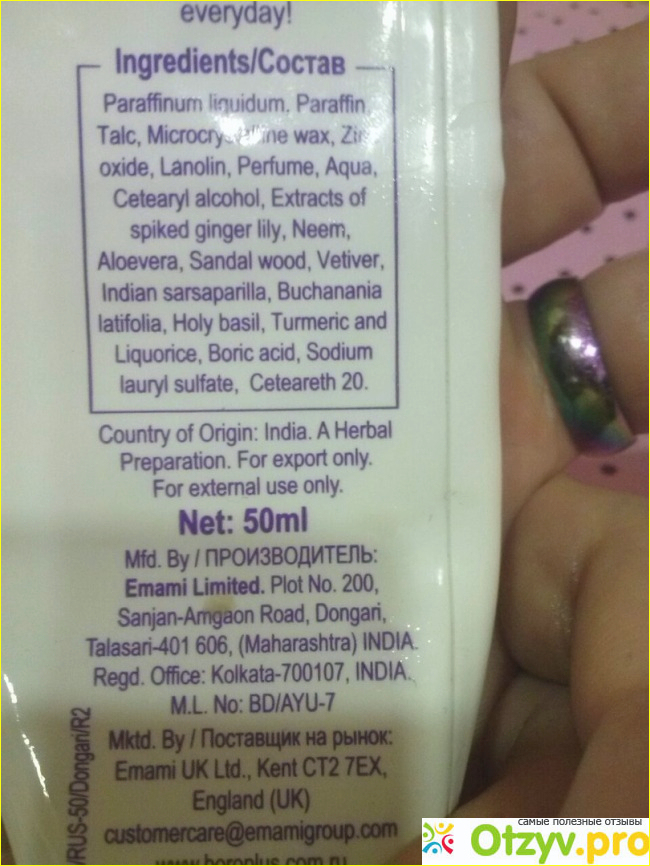 everyday!
Ingredients/Состав
Paraffinum liquidum, Paraffin,
Talc, Microcrystalline wax, Zinc
oxide, Lanolin, Perfume, Aqua,
Cetearyl alcohol, Extracts of
spiked ginger lily, Neem,
Aloevera, Sandal wood, Vetiver,
Indian sarsaparilla, Buchanania
latifolia, Holy basil, Turmeric and
Liquorice, Boric acid, Sodium
lauryl sulfate, Ceteareth 20.
Country of Origin: India. A Herbal
Preparation. For export only.
For external use only.
Net: 50ml
Mfd. By / ПРОИЗВОДИТЕЛЬ:
Emami Limited. Plot No. 200,
Sanjan-Amgaon Road, Dongari,
Talasari-401 606, (Maharashtra) INDIA.
Regd. Office: Kolkata-700107, INDIA.
M.L. No: BD/AYU-7
Mktd. By / Поставщик на рынок:
Emami UK Ltd., Kent CT2 7EX,
England (UK)
customercare@emamigroup.com
www.boroplus.com.ru
/RUS-50/Dongari/R2
самые полезные отзывы
Otzyv.pro